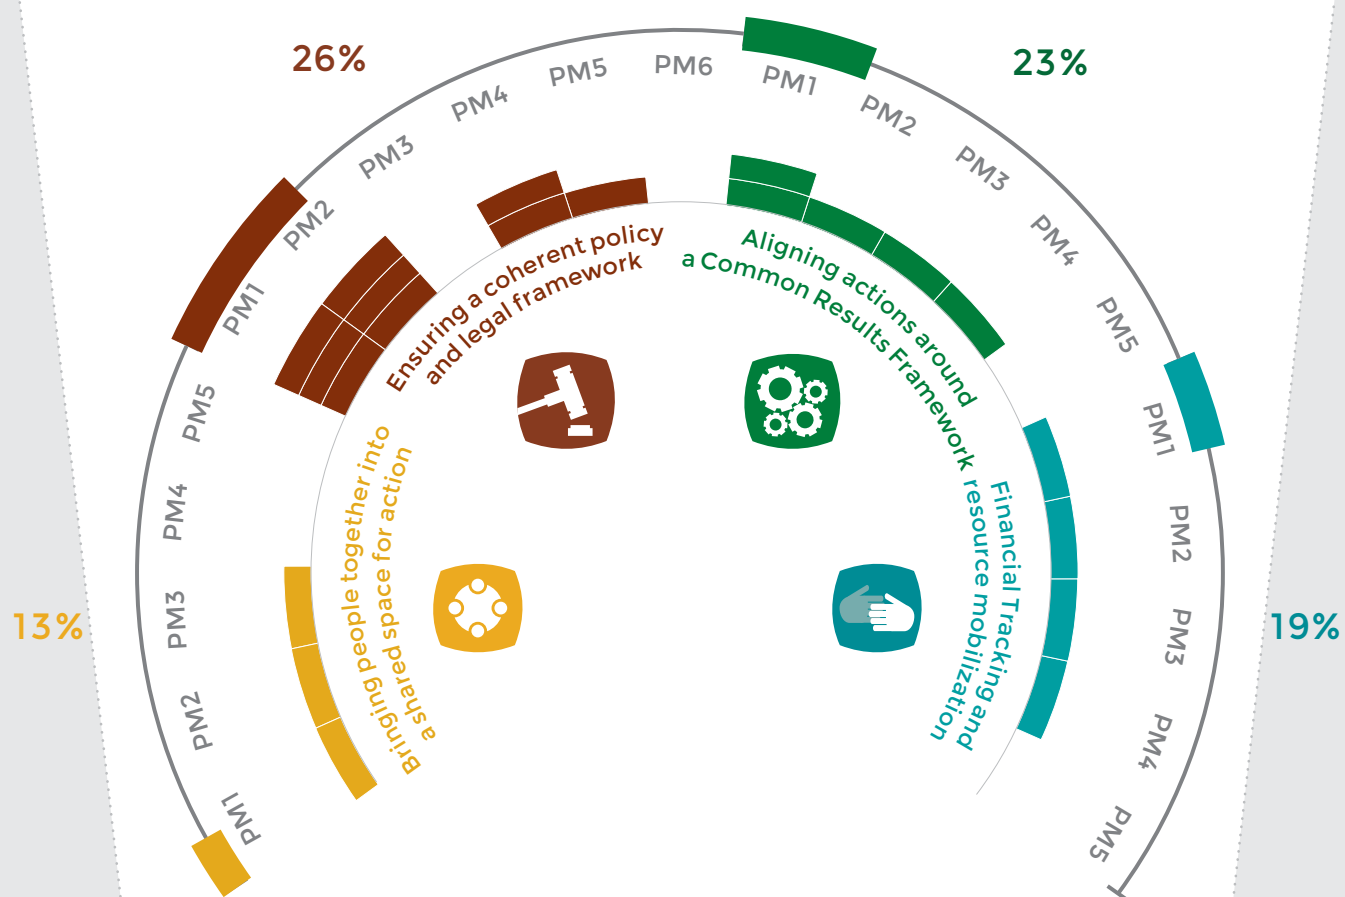 13%
PM1
PM2
PM3
PM4
PM5
Bringing people together into
a shared space for action
26%
PM1
PM2
PM3
PM4
PM5
PM6
Ensuring a coherent policy
and legal framework
23%
PM1
PM2
PM3
PM4
PM5
Aligning actions around
a Common Results Framework
19%
PM1
PM2
PM3
PM4
PM5
Financial Tracking and
resource mobilization